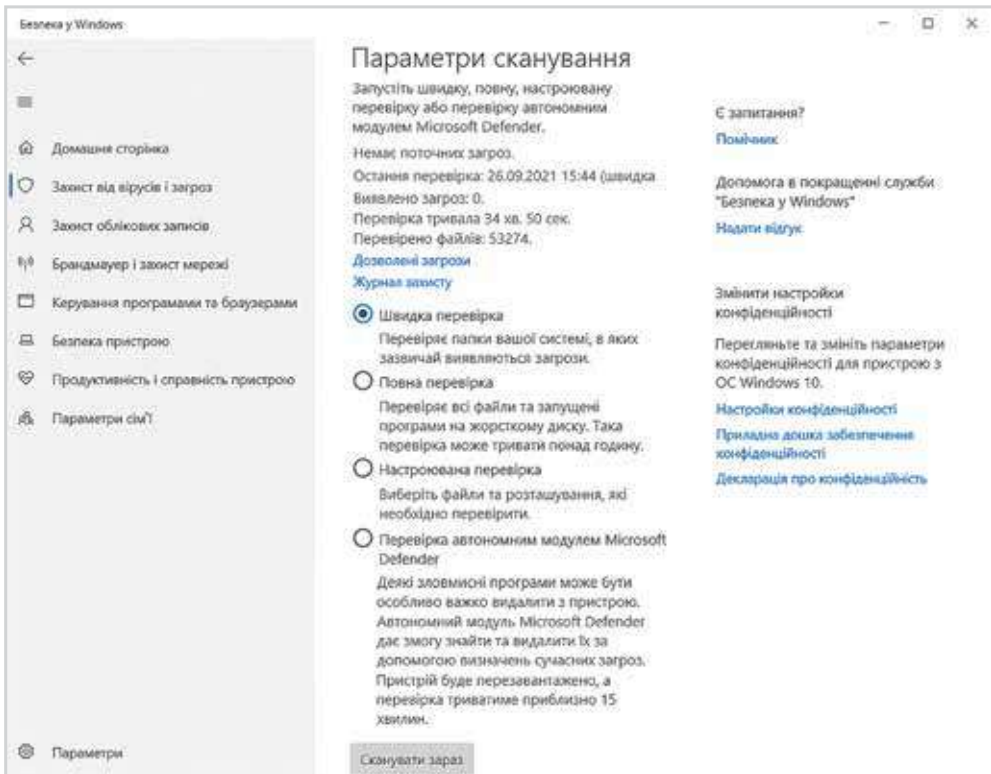 Безпека у Windows
Домашня сторінка
Захист від вірусів і загроз
Захист облікових записів
Брандмауер і захист мережі
Керування програмами та браузерами
Безпека пристрою
Продуктивність і справність пристрою
Параметри сім'ї
Параметри
Параметри сканування
Запустіть швидку, повну, настроювану
перевірку або перевірку автономним
модулем Microsoft Defender.
Немає поточних загроз.
Остання перевірка: 26.09.2021 15:44 (швидка
Виявлено загроз: 0.
Перевірка тривала 34 хв. 50 сек.
Перевірено файлів: 53274.
Дозволені загрози
Журнал захисту
Швидка перевірка
Перевіряє папки вашої системі, в яких
зазвичай виявляються загрози.
Повна перевірка
Перевіряє всі файли та запущені
програми на жорсткому диску. Така
перевірка може тривати понад годину.
Настроювана перевірка
Виберіть файли та розташування, які
необхідно перевірити.
Перевірка автономним модулем Microsoft
Defender
Деякі зловмисні програми може бути
особливо важко видалити з пристрою.
Автономний модуль Microsoft Defender
дає змогу знайти та видалити їх за
допомогою визначень сучасних загроз.
Пристрій буде перезавантажено, а
перевірка триватиме приблизно 15
хвилин.
Сканувати зараз
Є запитання?
Помічник
Допомога в покращенні служби
"Безпека у Windows"
Надати відгук
Змінити настройки
конфіденційності
Перегляньте та змініть параметри
конфіденційності для пристрою з
ОС Windows 10.
Настройки конфіденційності
Приладна дошка забезпечення
конфіденційності
Декларація про конфіденційність